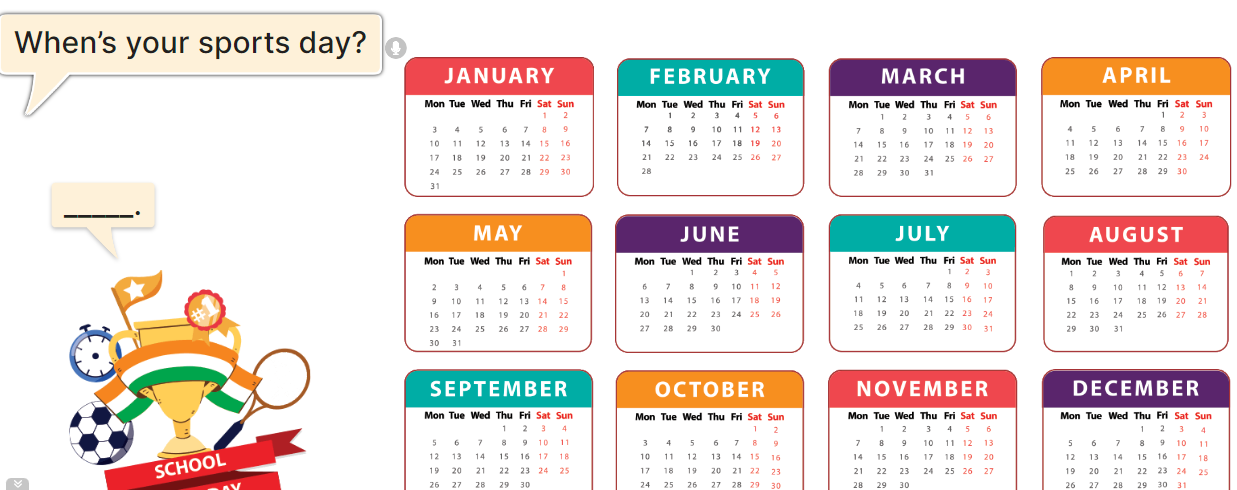 When's your sports day?
_____.
#1
SCHOOL
DAY
JANUARY
Mon Tue Wed Thu Fri Sat Sun
1 2
3 4 5 6 7 8 9
10 11 12 13 14 15 16
17 18 19 20 21 22 23
24 25 26 27 28 29 30
31
FEBRUARY
Mon Tue Wed Thu Fri Sat Sun
1 2 3 4 5 6
7 8 9 10 11 12 13
14 15 16 17 18 19 20
21 22 23 24 25 26 27
28
MARCH
Mon Tue Wed Thu Fri Sat Sun
1 2 3 4 5 6
7 8 9 10 11 12 13
14 15 16 17 18 19 20
21 22 23 24 25 26 27
28 29 30 31
APRIL
Mon Tue Wed Thu Fri Sat Sun
1 2 3
4 5 6 7 8 9 10
11 12 13 14 15 16 17
18 19 20 21 22 23 24
25 26 27 28 29 30
MAY
Mon Tue Wed Thu Fri Sat Sun
1
2 3 4 5 6 7 8
9 10 11 12 13 14 15
16 17 18 19 20 21 22
23 24 25 26 27 28 29
30 31
JUNE
Mon Tue Wed Thu Fri Sat Sun
1 2 3 4 5
6 7 8 9 10 11 12
13 14 15 16 17 18 19
20 21 22 23 24 25 26
27 28 29 30
JULY
Mon Tue Wed Thu Fri Sat Sun
1 2 3
4 5 6 7 8 9 10
11 12 13 14 15 16 17
18 19 20 21 22 23 24
25 26 27 28 29 30 31
AUGUST
Mon Tue Wed Thu Fri Sat Sun
1 2 3 4 5 6 7
8 9 10 11 12 13 14
15 16 17 18 19 20 21
22 23 24 25 26 27 28
29 30 31
SEPTEMBER
Mon Tue Wed Thu Fri Sat Sun
1 2 3 4
5 6 7 8 9 10 11
12 13 14 15 16 17 18
19 20 21 22 23 24 25
26 27 28 29 30
OCTOBER
Mon Tue Wed Thu Fri Sat Sun
1 2
3 4 5 6 7 8 9
10 11 12 13 14 15 16
17 18 19 20 21 22 23
24 25 26 27 28 29 30
NOVEMBER
Mon Tue Wed Thu Fri Sat Sun
1 2 3 4 5 6
7 8 9 10 11 12 13
14 15 16 17 18 19 20
21 22 23 24 25 26 27
28 29 30
DECEMBER
Mon Tue Wed Thu Fri Sat Sun
1 2 3 4
5 6 7 8 9 10 11
12 13 14 15 16 17 18
19 20 21 22 23 24 25
26 27 28 29 30 31